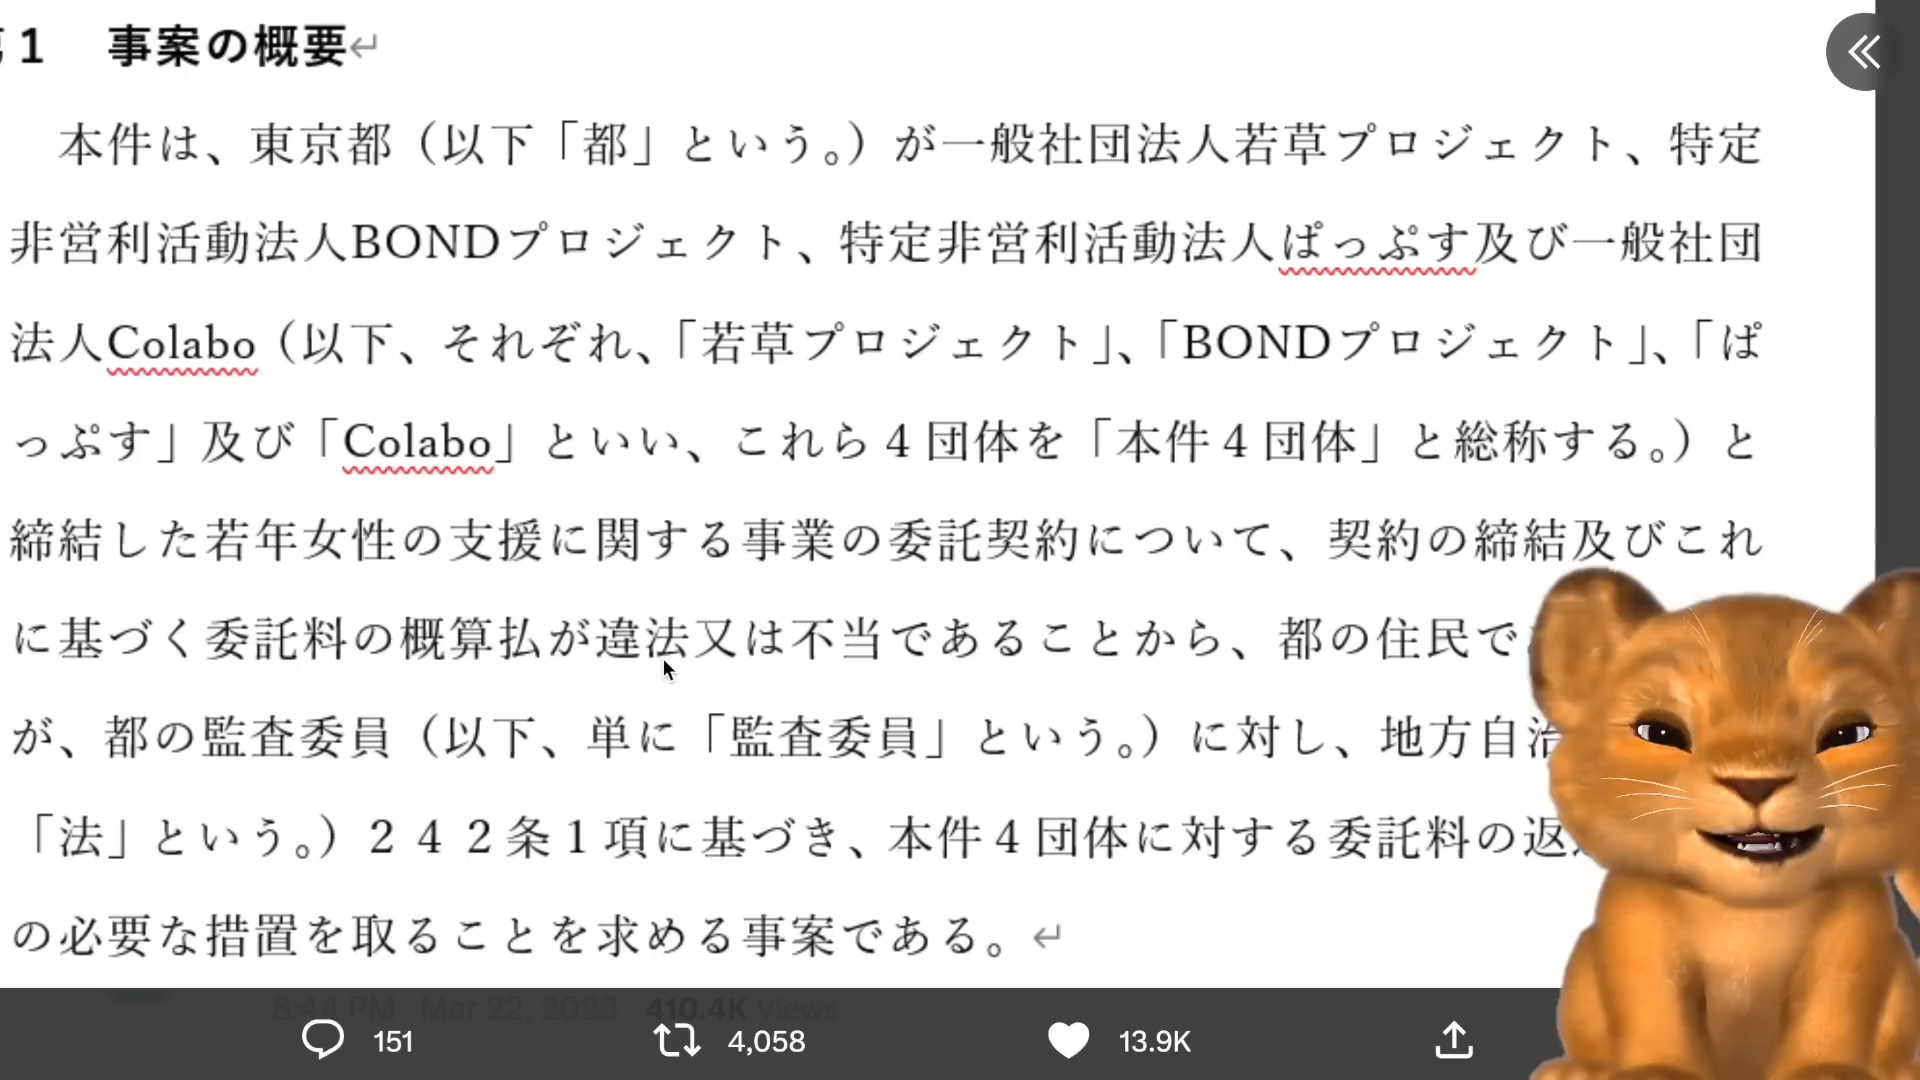 1 事案の概要↵
本件は、東京都（以下「都」という。）が一般社団法人若草プロジェクト、特定
非営利活動法人BONDプロジェクト、特定非営利活動法人ぱっぷす及び一般社団
法人Colabo（以下、それぞれ、「若草プロジェクト」、「BONDプロジェクト」、「ぱ
っぷす」及び「Colabo」といい、これら４団体を「本件４団体」と総称する。）と
締結した若年女性の支援に関する事業の委託契約について、契約の締結及びこれ
に基づく委託料の概算払が違法又は不当であることから、都の住民で
が、都の監査委員（以下、単に「監査委員」という。）に対し、地方自治
「法」という。）２４２条１項に基づき、本件４団体に対する委託料の返
の必要な措置を取ることを求める事案である。↵
8:44 PM · Mar 22, 2023 · 410.4K Views
151 4,058 13.9K